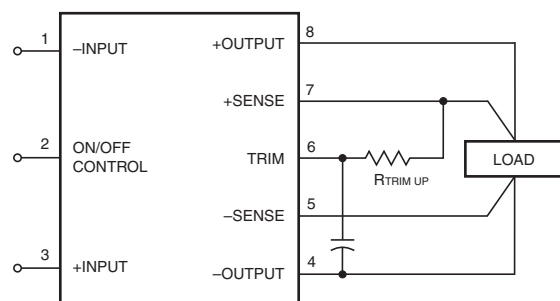 1
–INPUT
2
ON/OFF
CONTROL
3
+INPUT
+OUTPUT
8
+SENSE
7
TRIM
6
RTRIM UP
–SENSE
5
–OUTPUT
4
LOAD